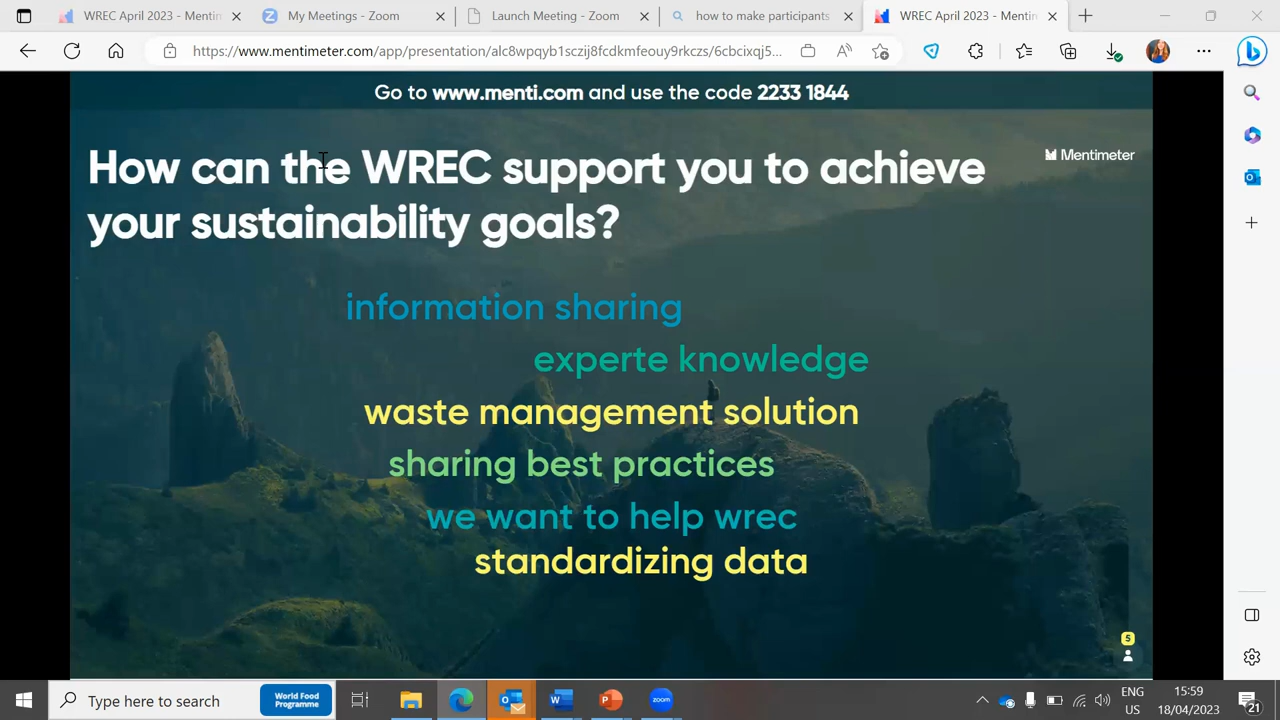 WREC April 2023 - Mentim
My Meetings - Zoom
Launch Meeting - Zoom
how to make participants
WREC April 2023 - Mentim
https://www.mentimeter.com/app/presentation/alc8wpqyb1sczij8fcdkmfeouy9rkczs/6cbcixqj5...
Go to www.menti.com and use the code 2233 1844
How can the WREC support you to achieve
your sustainability goals?
Mentimeter
information sharing
experte knowledge
waste management solution
sharing best practices
we want to help wrec
standardizing data
5
Type here to search
World Food
Programme
zoom
ENG
US
15:59
18/04/2023
21